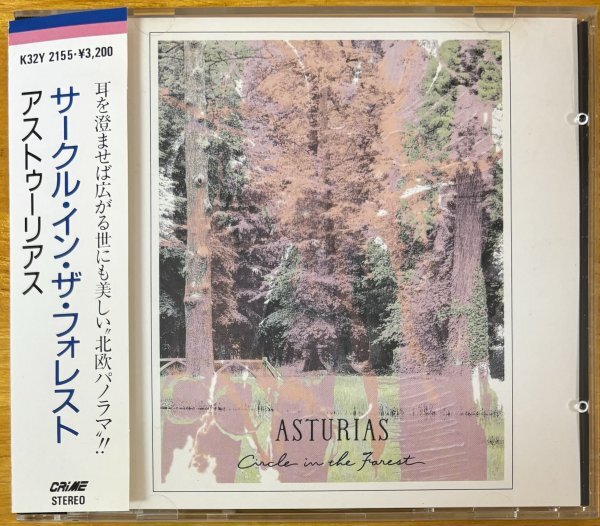 K32Y 2155·¥3,200
耳を澄ませば広がる世にも美しい“北欧パノラマ”!!
サークル・イン・ザ・フォレスト
アストゥーリアス
CRiME
STEREO
ASTURIAS
Circle in the Forest